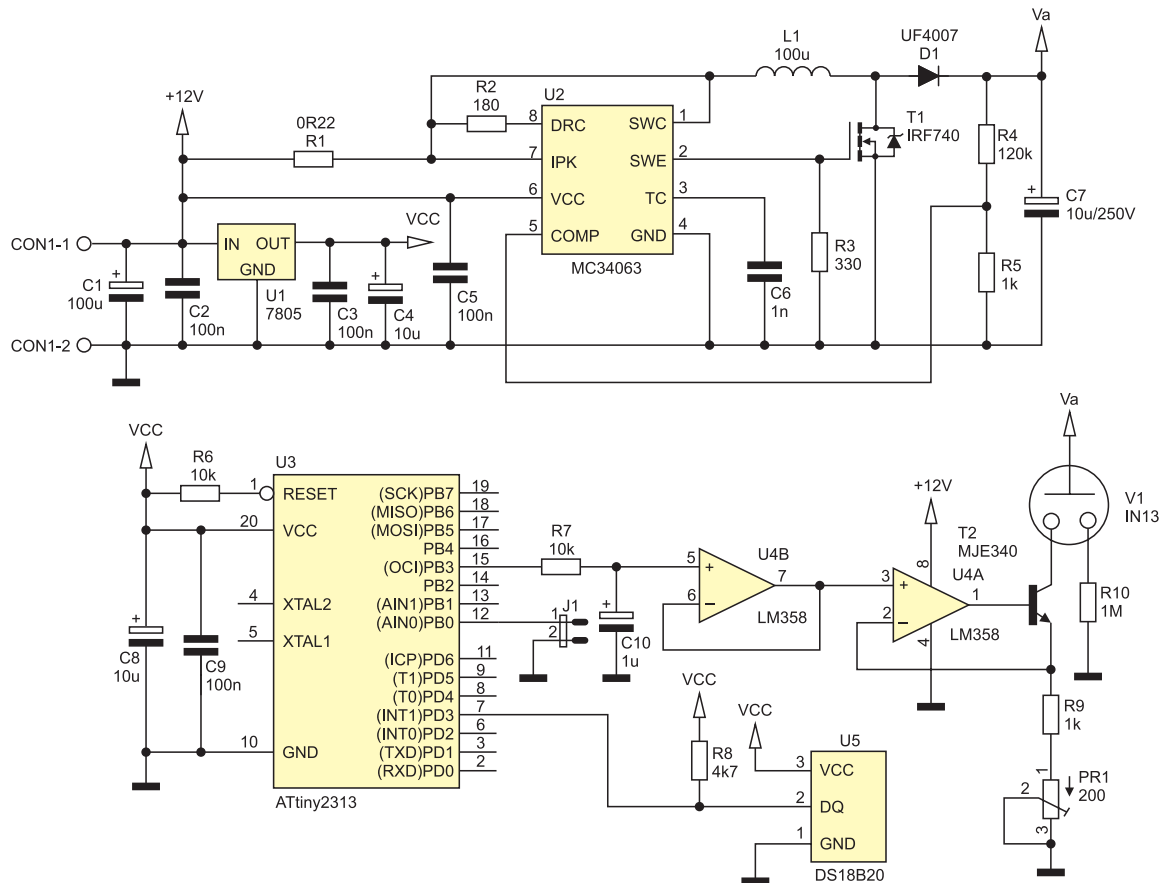 Va
L1
100u
UF4007
D1
+12V
R2
180
U2
0R22
R1
8
DRC
SWC
1
7
IPK
SWE
2
6
VCC
TC
3
5
COMP
GND
4
MC34063
T1
IRF740
R4
120k
C7
+
10u/250V
R3
330
R5
1k
C6
1n
CON1-1
IN
OUT
GND
VCC
U1
7805
+
C1
100u
C2
100n
C3
100n
+
C4
10u
C5
100n
CON1-2
VCC
R6
10k
U3
1
RESET
20
VCC
4
XTAL2
5
XTAL1
10
GND
(SCK)PB7
19
(MISO)PB6
18
(MOSI)PB5
17
PB4
16
(OCI)PB3
15
PB2
14
(AIN1)PB1
13
(AIN0)PB0
12
(ICP)PD6
11
(T1)PD5
9
(T0)PD4
8
(INT1)PD3
7
(INT0)PD2
6
(TXD)PD1
3
(RXD)PD0
2
ATtiny2313
+
C8
10u
C9
100n
R7
10k
J1
1
2
+
C10
1u
5
+
6
–
7
U4B
LM358
+12V
8
3
+
2
–
1
4
T2
MJE340
U4A
LM358
Va
V1
IN13
R10
1M
R9
1k
1
2
3
PR1
200
VCC
R8
4k7
VCC
U5
3
VCC
2
DQ
1
GND
DS18B20